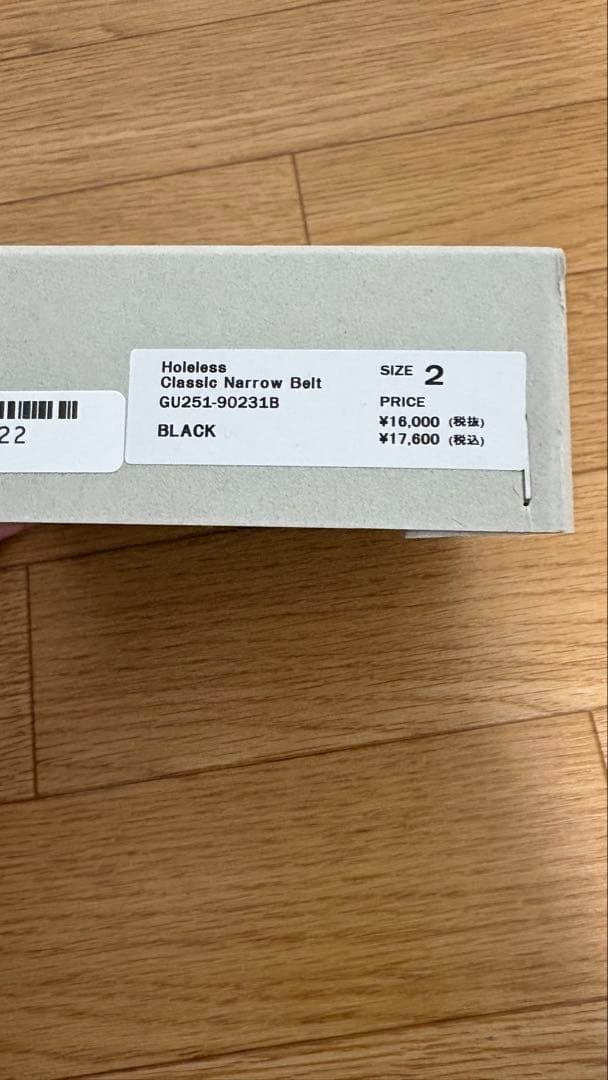 Holeless
Classic Narrow Belt
GU251-90231B
BLACK
SIZE 2
PRICE
¥16,000 (税抜)
¥17,600 (税込)
22